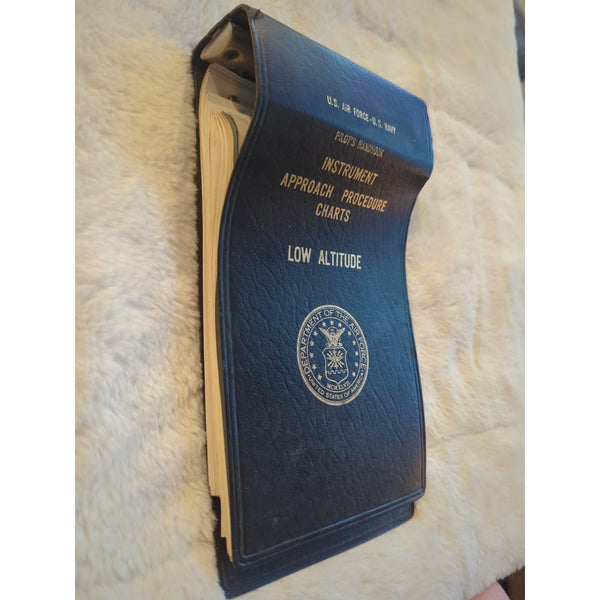 U.S. AIR FORCE-U.S. NAVY
PILOT'S HANDBOOK
INSTRUMENT
APPROACH PROCEDURE
CHARTS
LOW ALTITUDE
DEPARTMENT OF THE AIR FORCE
MCMXLVII
UNITED STATES OF AMERICA